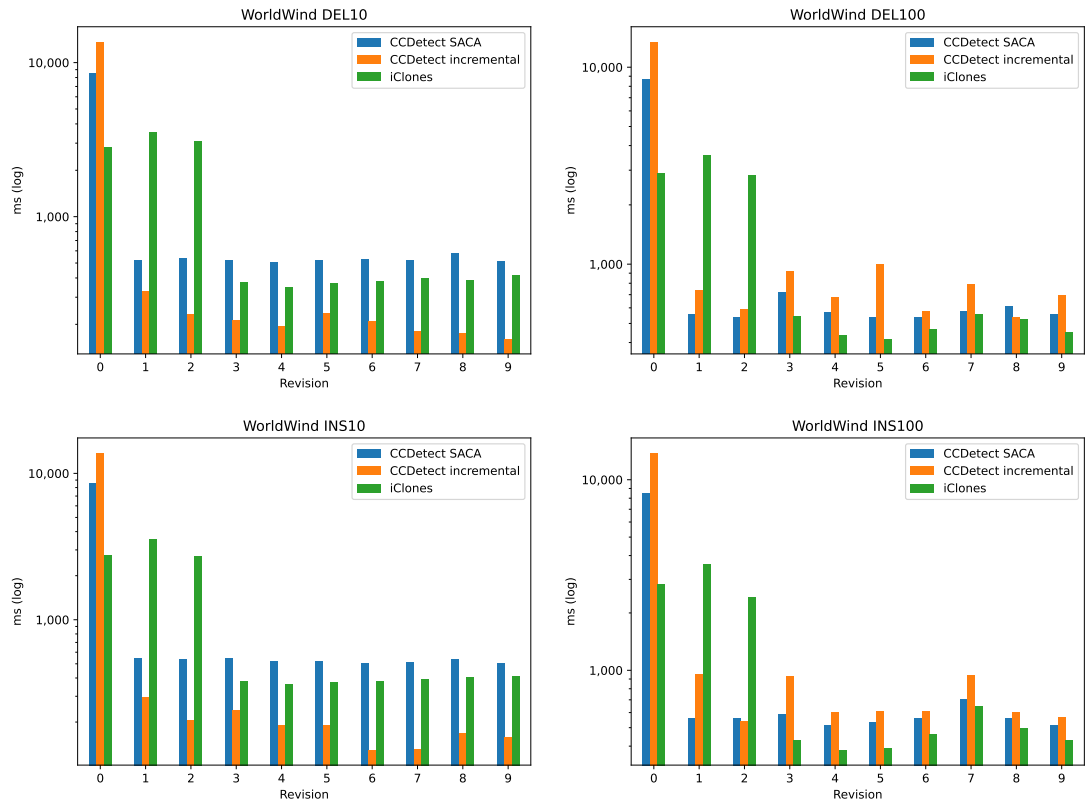 WorldWind DEL10
10,000
1,000
ms (log)
CCDetect SACA
CCDetect incremental
iClones
0 1 2 3 4 5 6 7 8 9
Revision
WorldWind DEL100
10,000
1,000
ms (log)
CCDetect SACA
CCDetect incremental
iClones
0 1 2 3 4 5 6 7 8 9
Revision
WorldWind INS10
10,000
1,000
ms (log)
CCDetect SACA
CCDetect incremental
iClones
0 1 2 3 4 5 6 7 8 9
Revision
WorldWind INS100
10,000
1,000
ms (log)
CCDetect SACA
CCDetect incremental
iClones
0 1 2 3 4 5 6 7 8 9
Revision